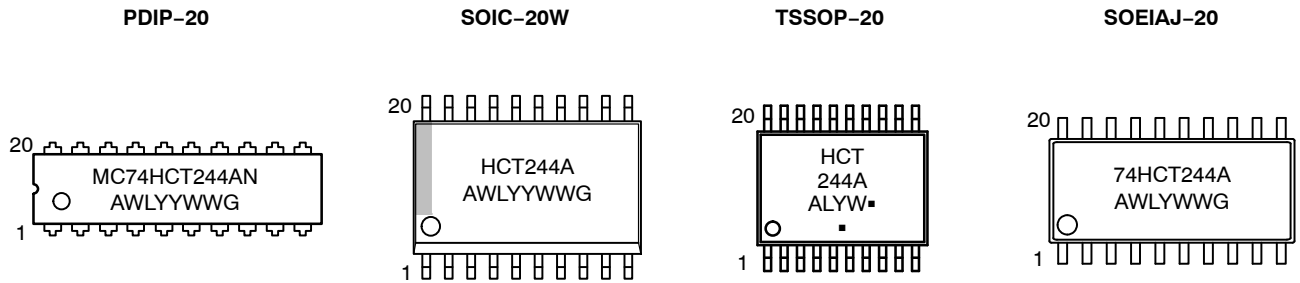 PDIP−20
20
MC74HCT244AN
AWLYYWWG
1
SOIC−20W
20
HCT244A
AWLYYWWG
1
TSSOP−20
20
HCT
244A
ALYW▪
▪
1
SOEIAJ−20
20
74HCT244A
AWLYWWG
1